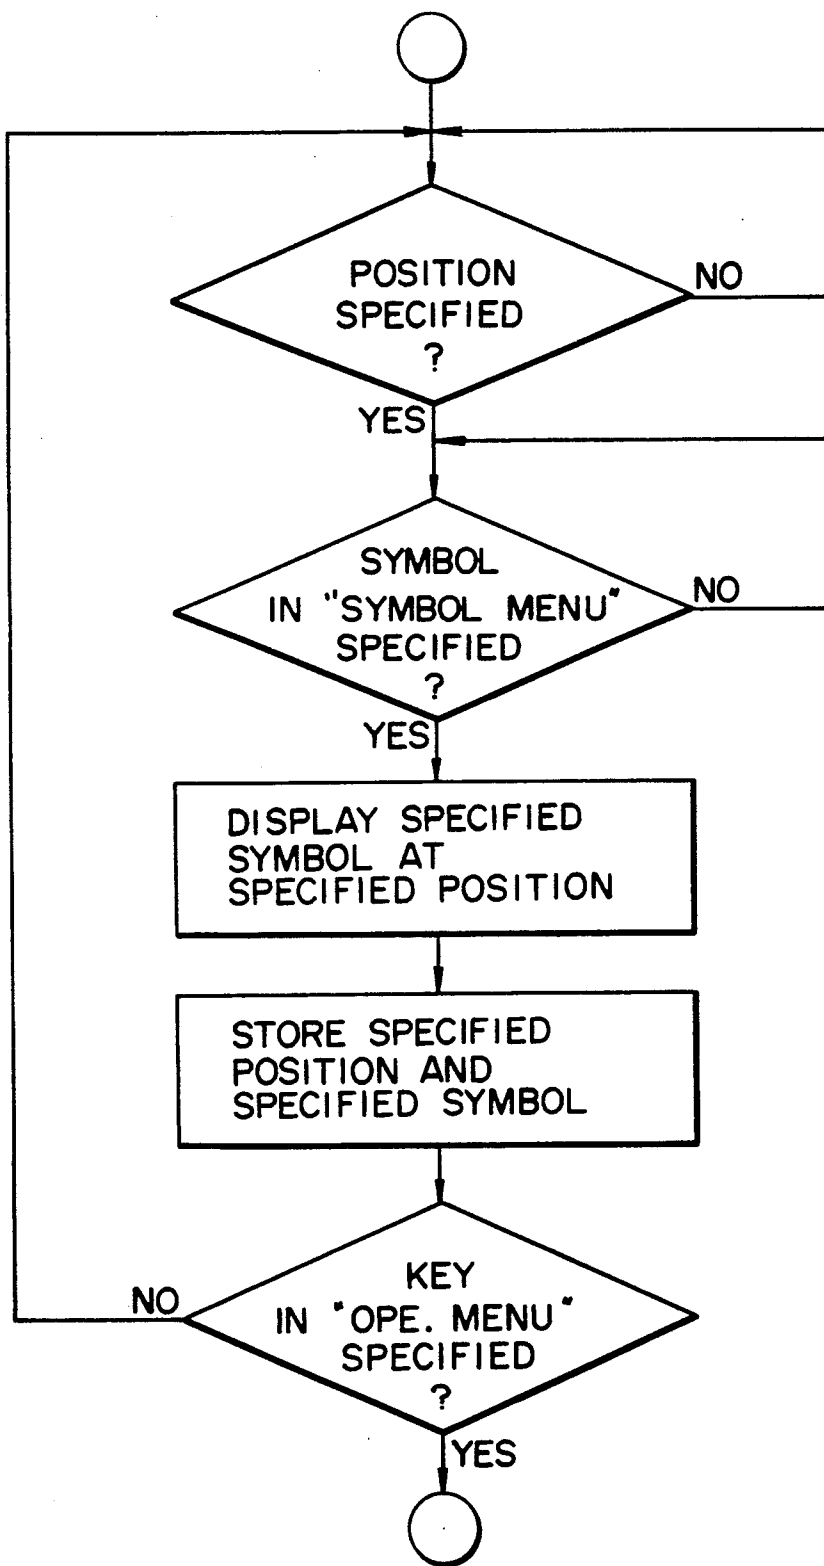 POSITION
SPECIFIED
?
NO
YES
SYMBOL
IN "SYMBOL MENU"
SPECIFIED
?
NO
YES
DISPLAY SPECIFIED
SYMBOL AT
SPECIFIED POSITION
STORE SPECIFIED
POSITION AND
SPECIFIED SYMBOL
KEY
IN "OPE. MENU"
SPECIFIED
?
NO
YES